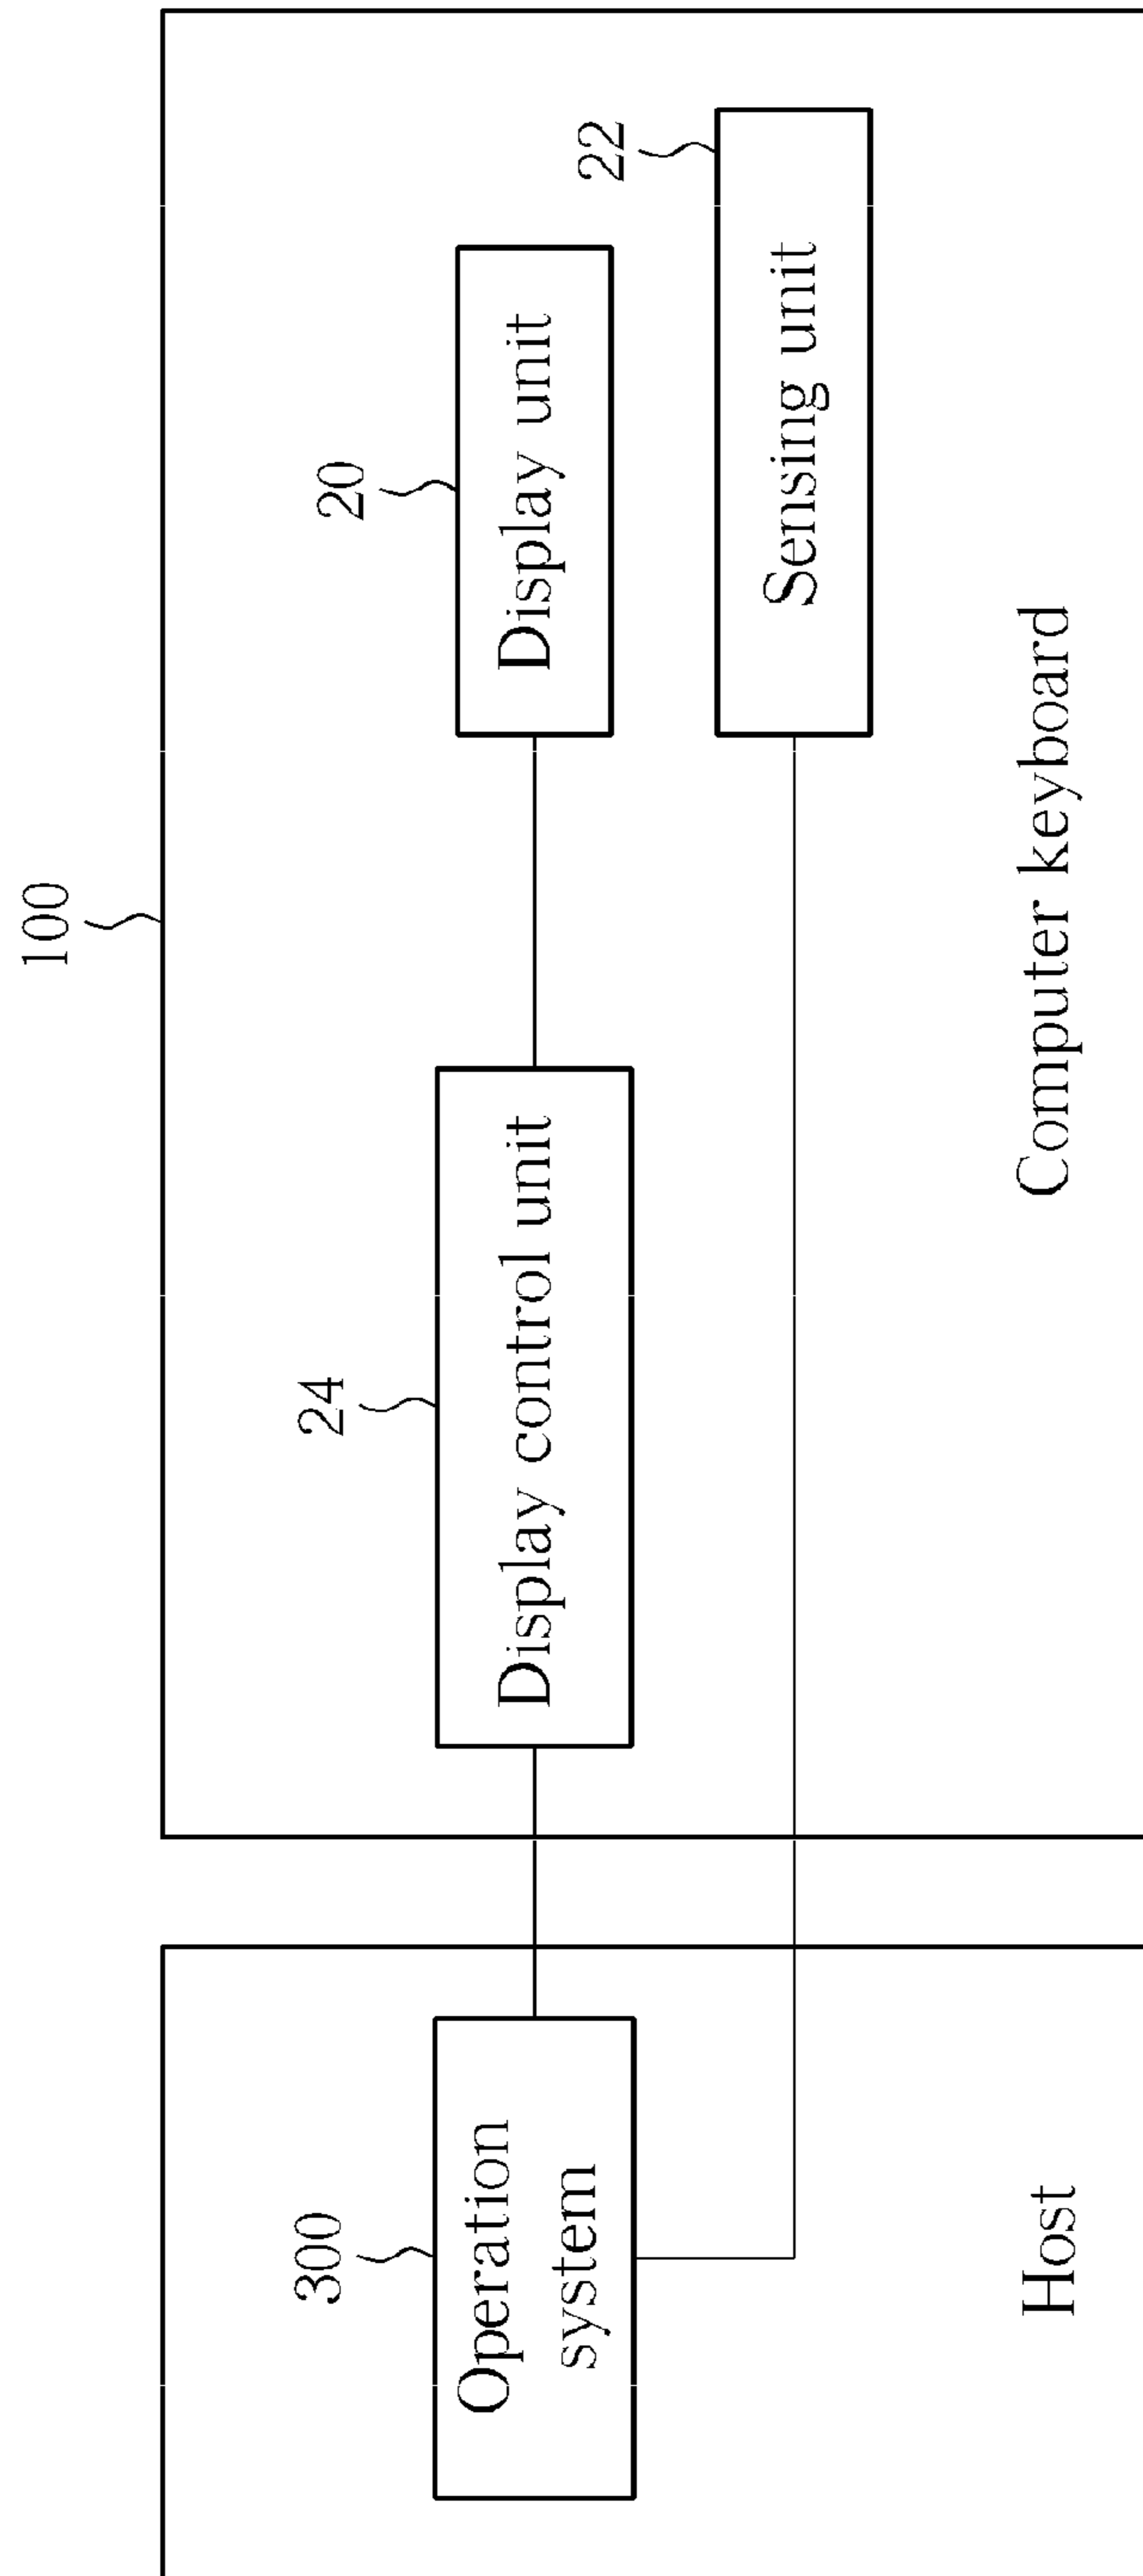 100
300
24
20
22
Operation
system
Display control unit
Display unit
Sensing unit
Host
Computer keyboard